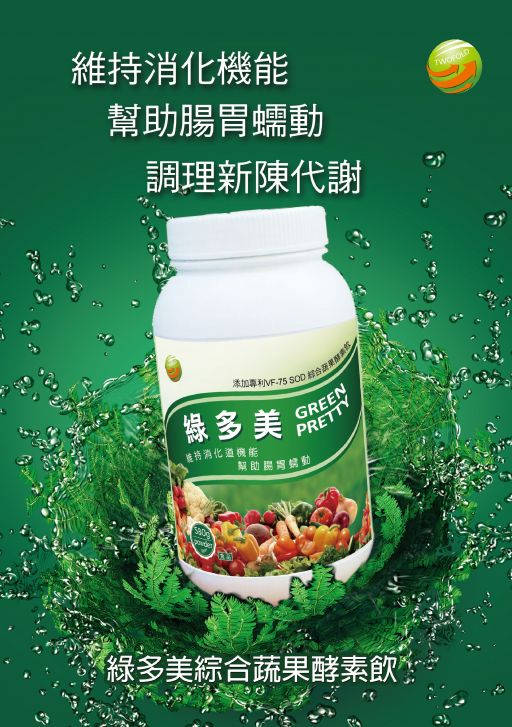 維持消化機能
幫助腸胃蠕動
調理新陳代謝
TWOFOLD
添加專利VF-75 SOD 綜合蔬果酵素飲
綠多美
GREEN
PRETTY
維持消化道機能
幫助腸胃蠕動
powder
綠多美綜合蔬果酵素飲